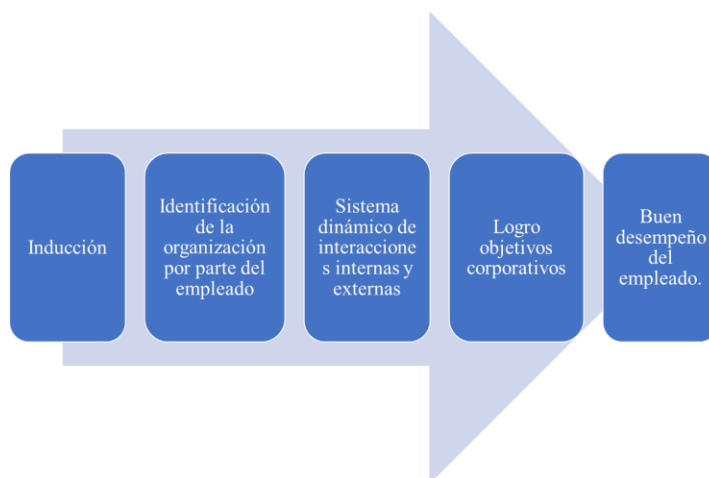 Inducción
Identificación
de la
organización
por parte del
empleado
Sistema
dinámico de
interaccione
s internas y
externas
Logro
objetivos
corporativos
Buen
desempeño
del
empleado.